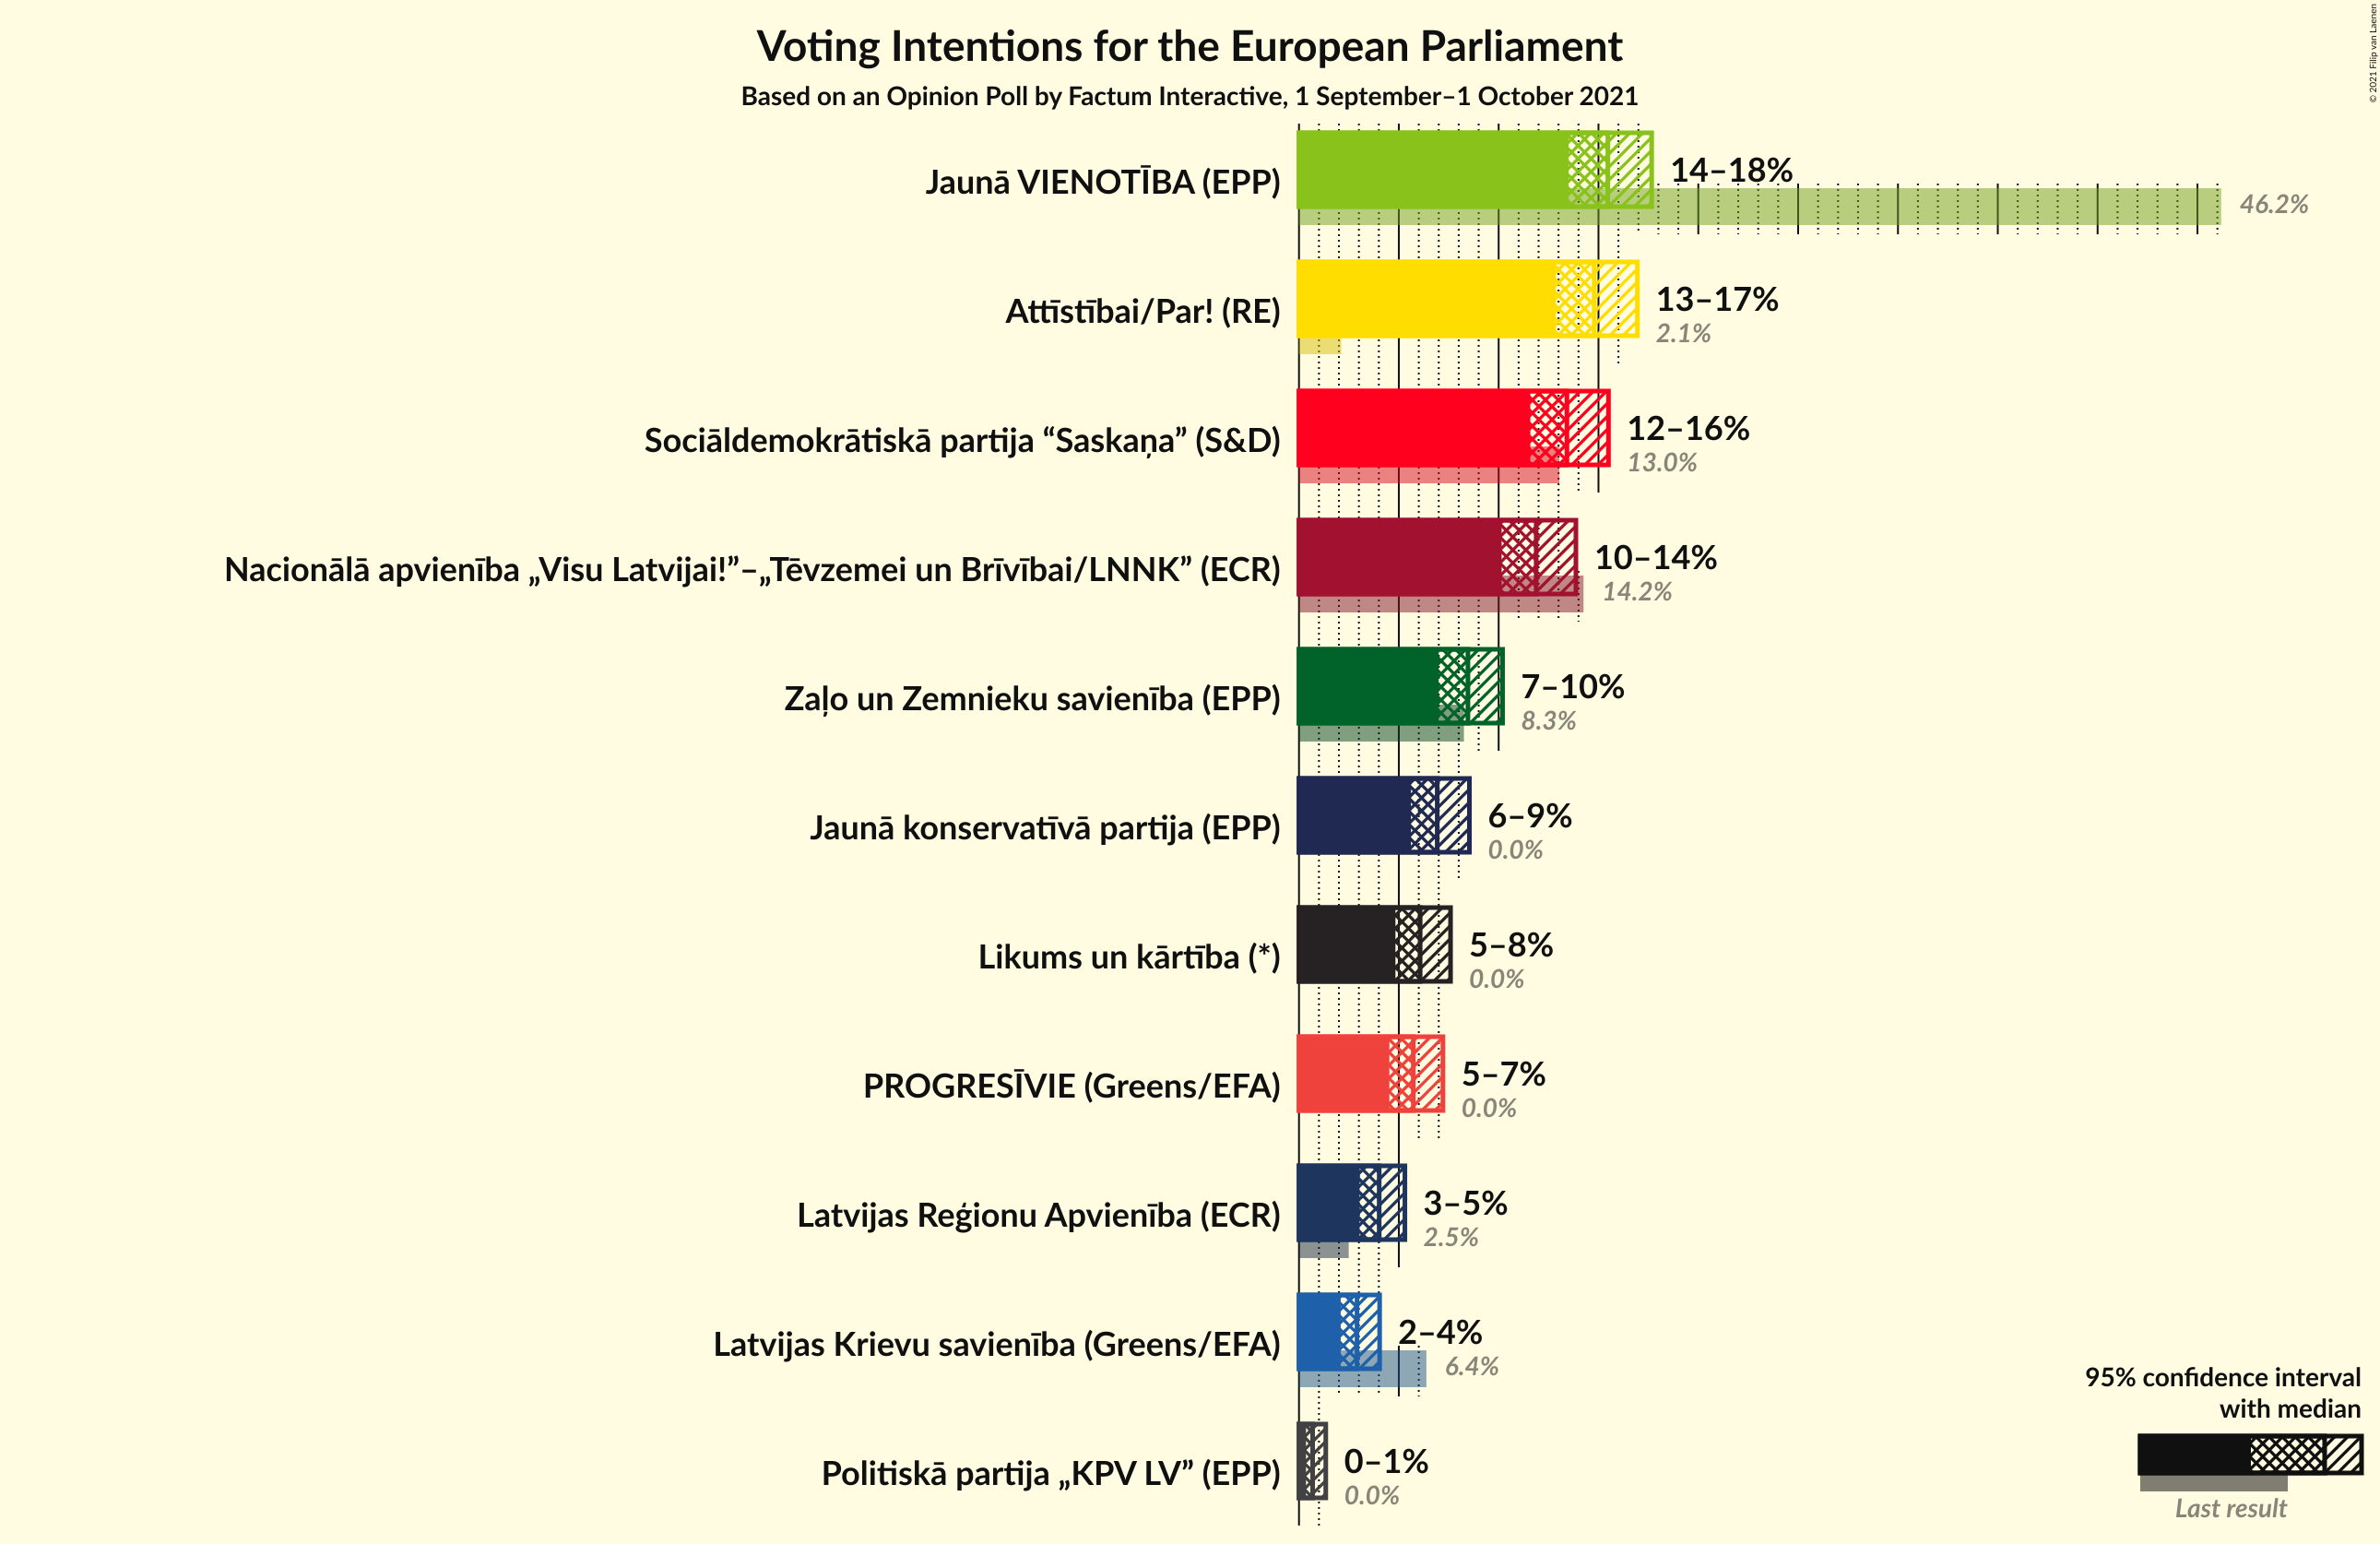 Voting Intentions for the European Parliament
Based on an Opinion Poll by Factum Interactive, 1 September–1 October 2021
© 2021 Filip van Laenen
Jaunā VIENOTĪBA (EPP)
14–18%
46.2%
Attīstībai/Par! (RE)
13–17%
2.1%
Sociāldemokrātiskā partija “Saskaņa” (S&D)
12–16%
13.0%
Nacionālā apvienība „Visu Latvijai!”–„Tēvzemei un Brīvībai/LNNK” (ECR)
10–14%
14.2%
Zaļo un Zemnieku savienība (EPP)
7–10%
8.3%
Jaunā konservatīvā partija (EPP)
6–9%
0.0%
Likums un kārtība (*)
5–8%
0.0%
PROGRESĪVIE (Greens/EFA)
5–7%
0.0%
Latvijas Reģionu Apvienība (ECR)
3–5%
2.5%
Latvijas Krievu savienība (Greens/EFA)
2–4%
6.4%
Politiskā partija „KPV LV” (EPP)
0–1%
0.0%
95% confidence interval
with median
Last result